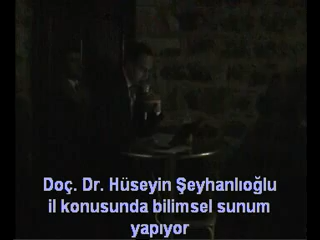 Doç. Dr. Hüseyin Şeyhanlıoğlu
il konusunda bilimsel sunum
yapıyor